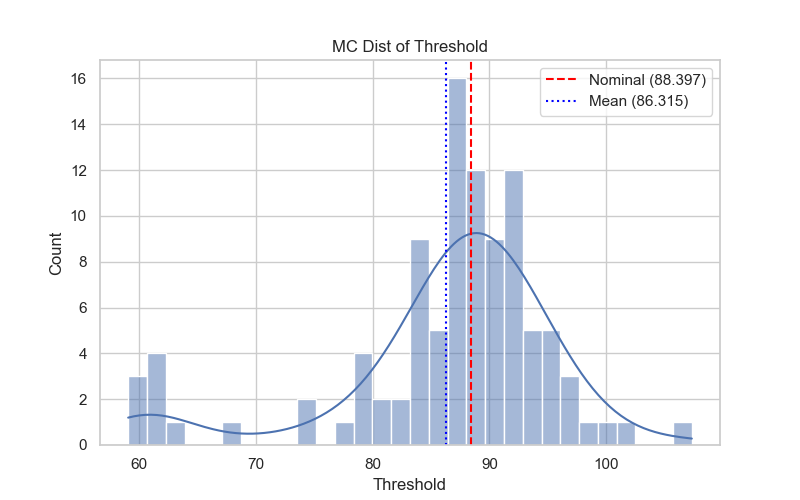 MC Dist of Threshold
Nominal (88.397)
Mean (86.315)
Count
16
14
12
10
8
6
4
2
0
60 70 80 90 100
Threshold